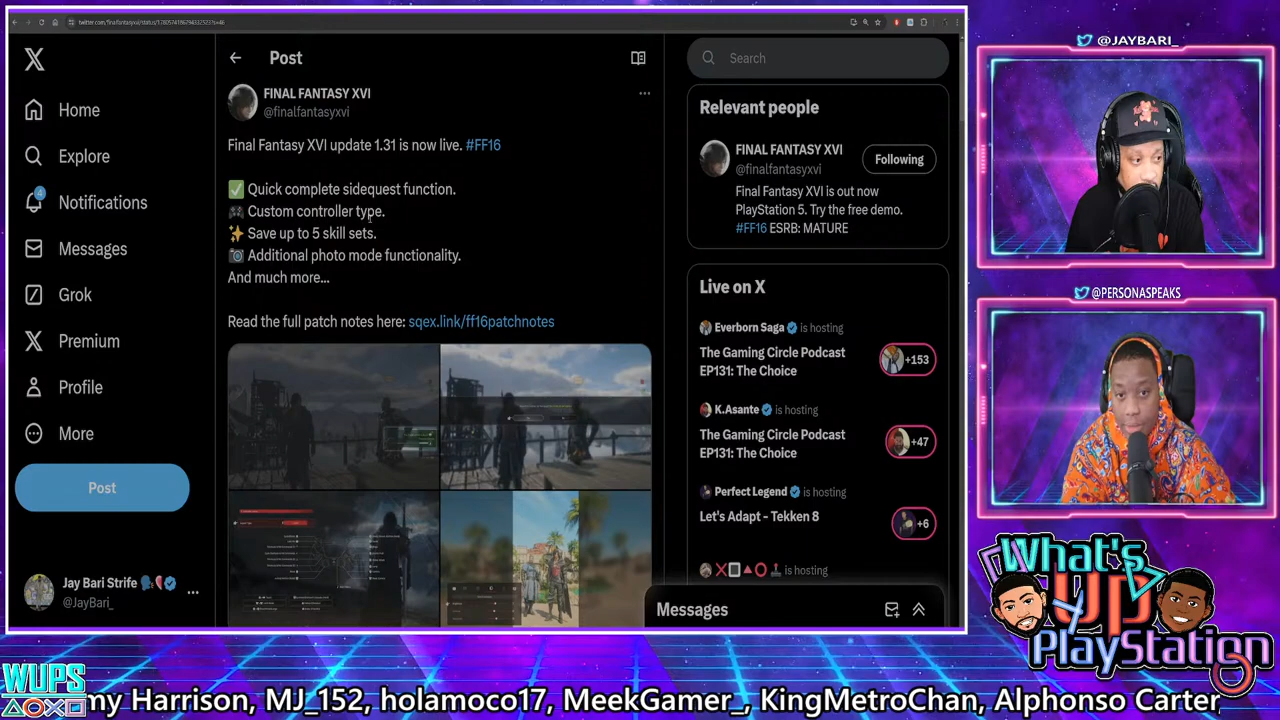 X
Home
Explore
4
Notifications
Messages
Grok
Premium
Profile
More
Post
Jay Bari Strife
@JayBari_
Post
FINAL FANTASY XVI
@finalfantasyxvi
Final Fantasy XVI update 1.31 is now live. #FF16
✅ Quick complete sidequest function.
🎮 Custom controller type.
✨ Save up to 5 skill sets.
📷 Additional photo mode functionality.
And much more...
Read the full patch notes here: sqex.link/ff16patchnotes
Search
Relevant people
FINAL FANTASY XVI
@finalfantasyxvi
Following
Final Fantasy XVI is out now
PlayStation 5. Try the free demo.
#FF16 ESRB: MATURE
Live on X
Everborn Saga is hosting
The Gaming Circle Podcast
EP131: The Choice
+153
K.Asante is hosting
The Gaming Circle Podcast
EP131: The Choice
+47
Perfect Legend is hosting
Let's Adapt - Tekken 8
+6
is hosting
Messages
@JAYBARI_
@PERSONASPEAKS
What's
Up
PlayStation
WUPS
my Harrison, MJ_152, holamoco17, MeekGamer_, KingMetroChan, Alphonso Carter,